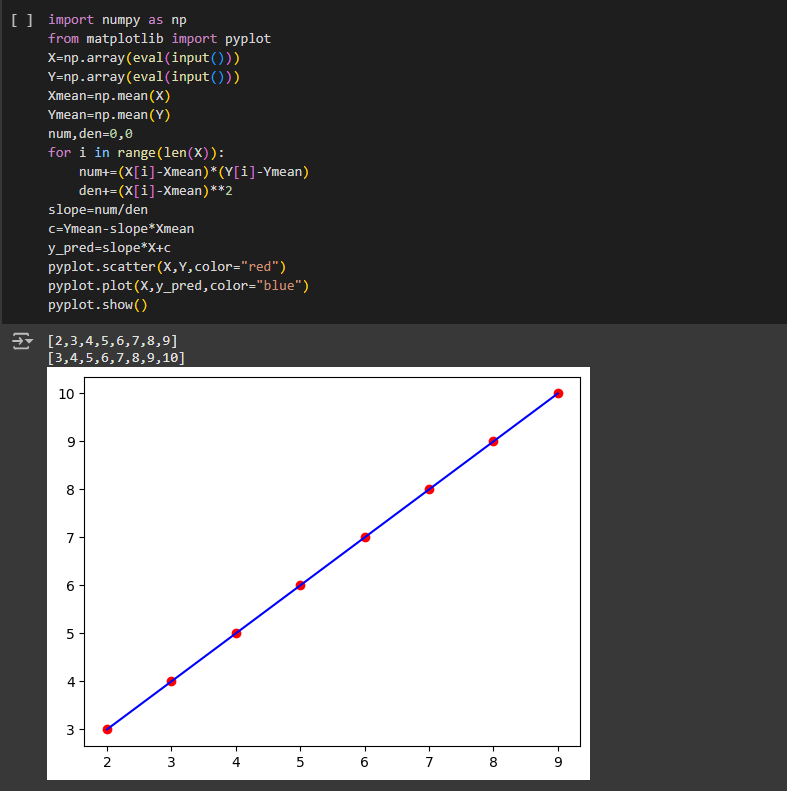 [ ] import numpy as np
from matplotlib import pyplot
X=np.array(eval(input()))
Y=np.array(eval(input()))
Xmean=np.mean(X)
Ymean=np.mean(Y)
num,den=0,0
for i in range(len(X)):
    num+=(X[i]-Xmean)*(Y[i]-Ymean)
    den+=(X[i]-Xmean)**2
slope=num/den
c=Ymean-slope*Xmean
y_pred=slope*X+c
pyplot.scatter(X,Y,color="red")
pyplot.plot(X,y_pred,color="blue")
pyplot.show()
[2,3,4,5,6,7,8,9]
[3,4,5,6,7,8,9,10]
10
9
8
7
6
5
4
3
2 3 4 5 6 7 8 9